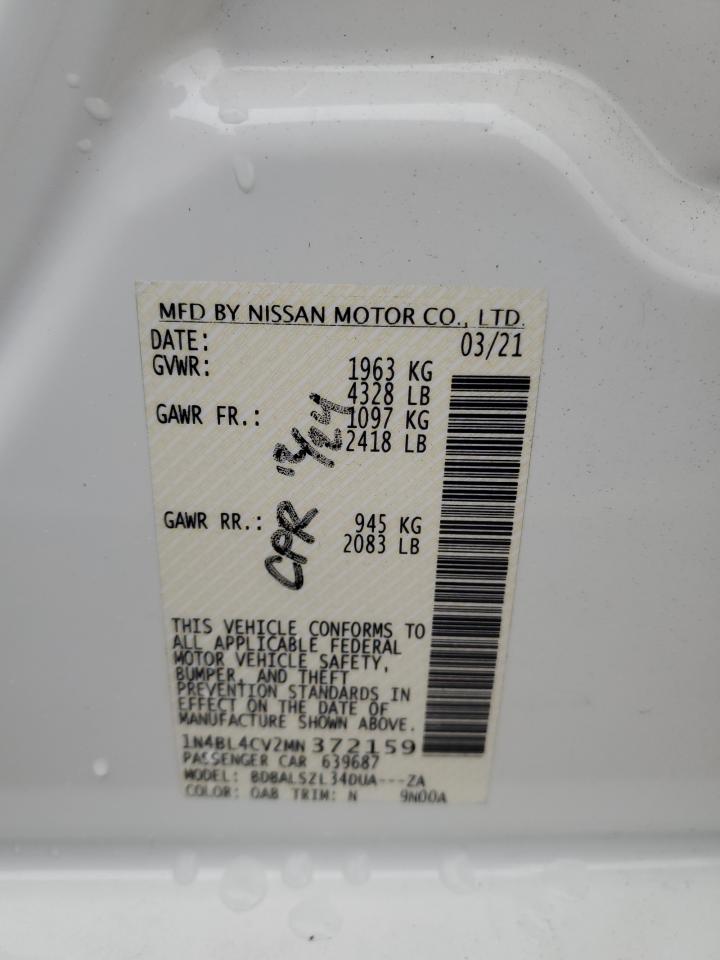 MFD BY NISSAN MOTOR CO., LTD.
DATE: 03/21
GVWR: 1963 KG
4328 LB
GAWR FR.: 1097 KG
2418 LB
GAWR RR.: 945 KG
2083 LB
CPR
THIS VEHICLE CONFORMS TO
ALL APPLICABLE FEDERAL
MOTOR VEHICLE SAFETY,
BUMPER, AND THEFT
PREVENTION STANDARDS IN
EFFECT ON THE DATE OF
MANUFACTURE SHOWN ABOVE.
1N4BL4CV2MN372159
PASSENGER CAR 639687
MODEL: BDBALSZL34DUA---ZA
COLOR: QAB TRIM: N 9N00A